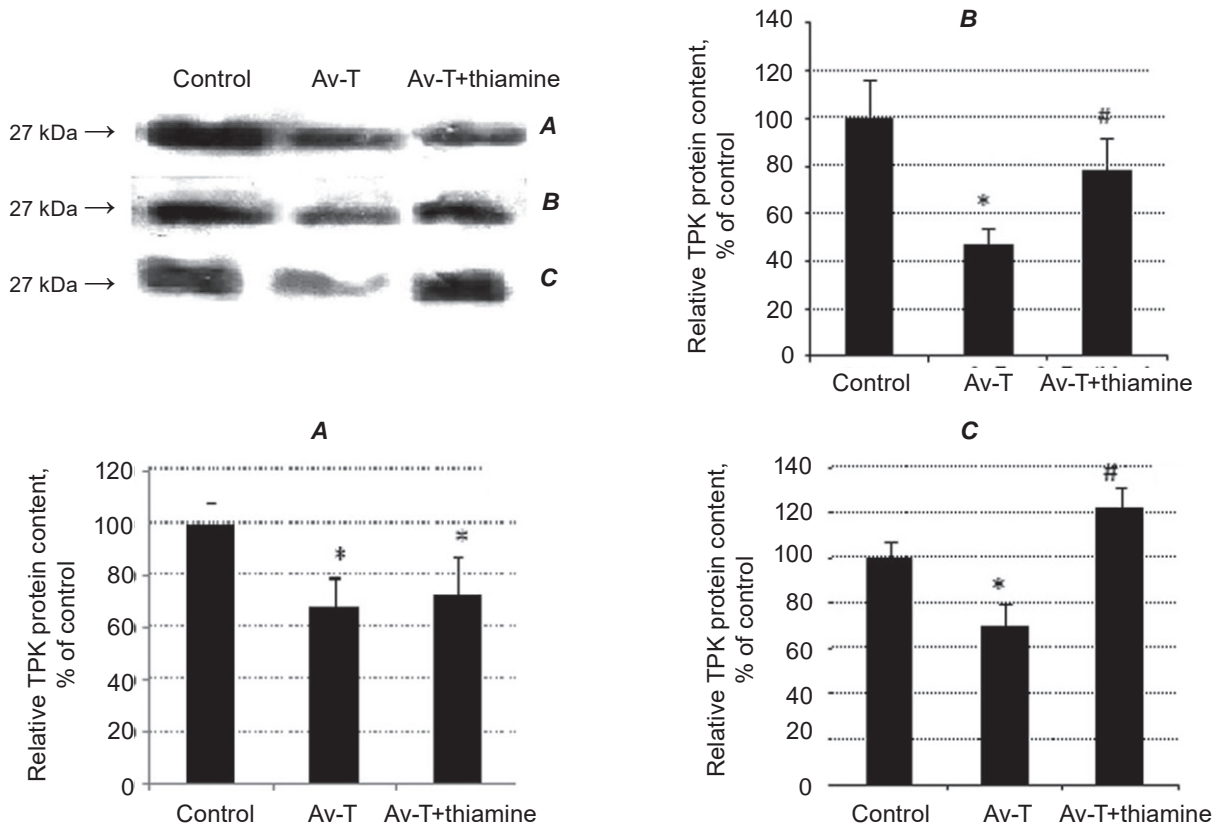 Control Av-T Av-T+thiamine
27 kDa → A
27 kDa → B
27 kDa → C
B
Relative TPK protein content,
% of control
140
120
100
80
60
40
20
0
*
#
Control Av-T Av-T+thiamine
A
Relative TPK protein content,
% of control
120
100
80
60
40
20
0
*
*
Control Av-T Av-T+thiamine
C
Relative TPK protein content,
% of control
140
120
100
80
60
40
20
0
*
#
Control Av-T Av-T+thiamine